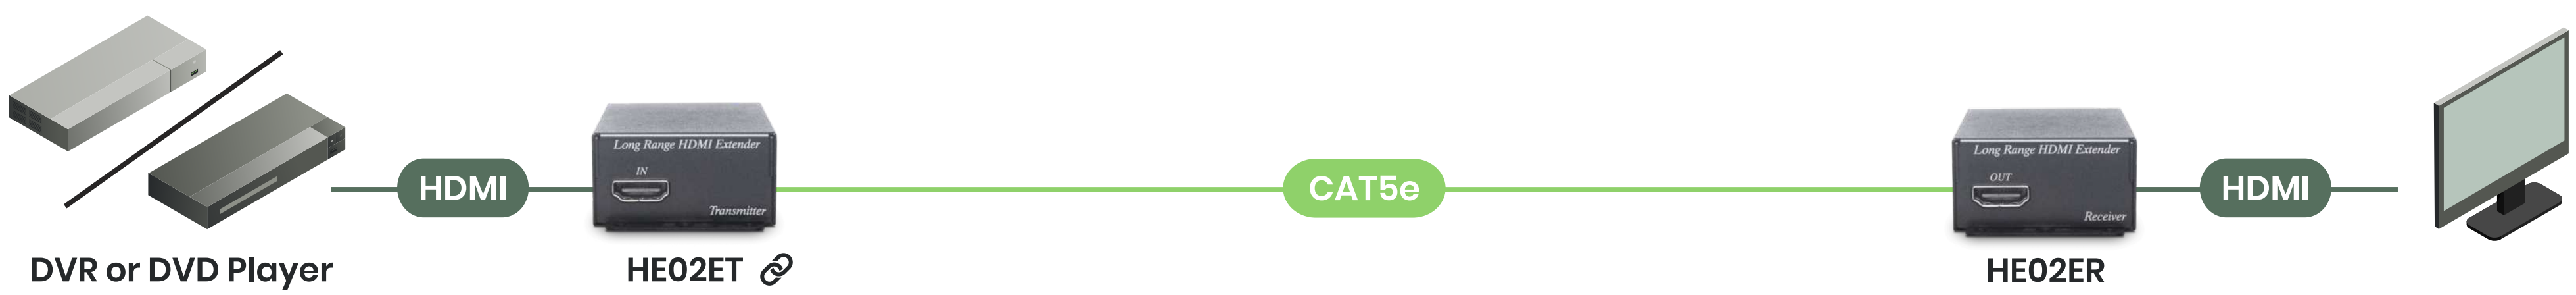 HDMI
Long Range HDMI Extender
IN
Transmitter
CAT5e
Long Range HDMI Extender
OUT
Receiver
HDMI
DVR or DVD Player
HE02ET
HE02ER